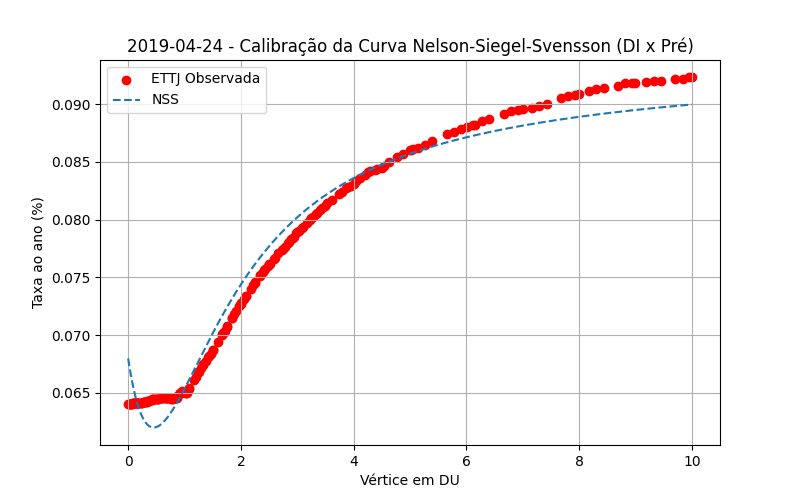 2019-04-24 - Calibração da Curva Nelson-Siegel-Svensson (DI x Pré)
ETTJ Observada
NSS
Taxa ao ano (%)
0.090
0.085
0.080
0.075
0.070
0.065
0 2 4 6 8 10
Vértice em DU